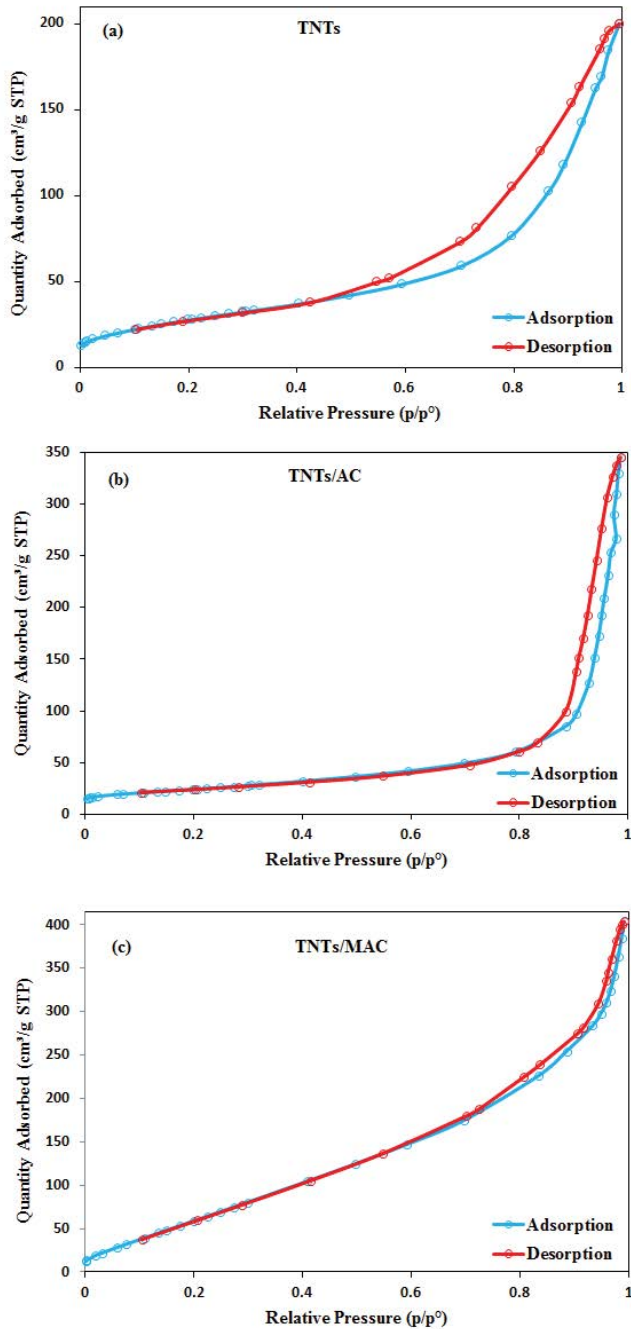 (a)
TNTs
200
150
100
50
0
0
0.2
0.4
0.6
0.8
1
Quantity Adsorbed (cm³/g STP)
Relative Pressure (p/p°)
Adsorption
Desorption
(b)
TNTs/AC
350
300
250
200
150
100
50
0
0
0.2
0.4
0.6
0.8
1
Quantity Adsorbed (cm³/g STP)
Relative Pressure (p/p°)
Adsorption
Desorption
(c)
TNTs/MAC
400
350
300
250
200
150
100
50
0
0
0.2
0.4
0.6
0.8
1
Quantity Adsorbed (cm³/g STP)
Relative Pressure (p/p°)
Adsorption
Desorption